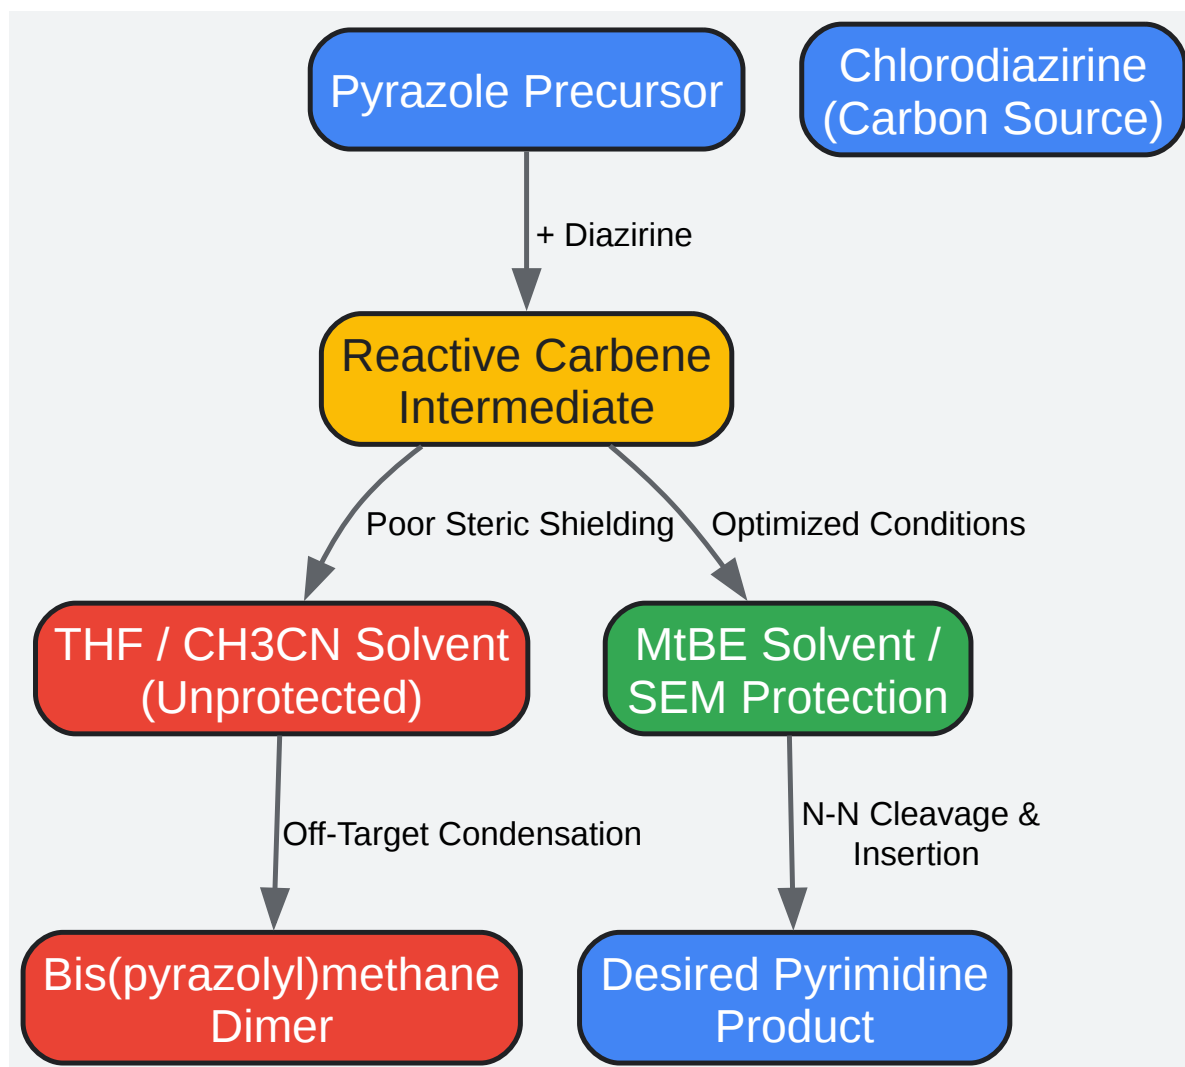 Pyrazole Precursor
Chlorodiazirine
(Carbon Source)
+ Diazirine
Reactive Carbene
Intermediate
Poor Steric Shielding
Optimized Conditions
THF / CH3CN Solvent
(Unprotected)
MtBE Solvent /
SEM Protection
Off-Target Condensation
N-N Cleavage &
Insertion
Bis(pyrazolyl)methane
Dimer
Desired Pyrimidine
Product